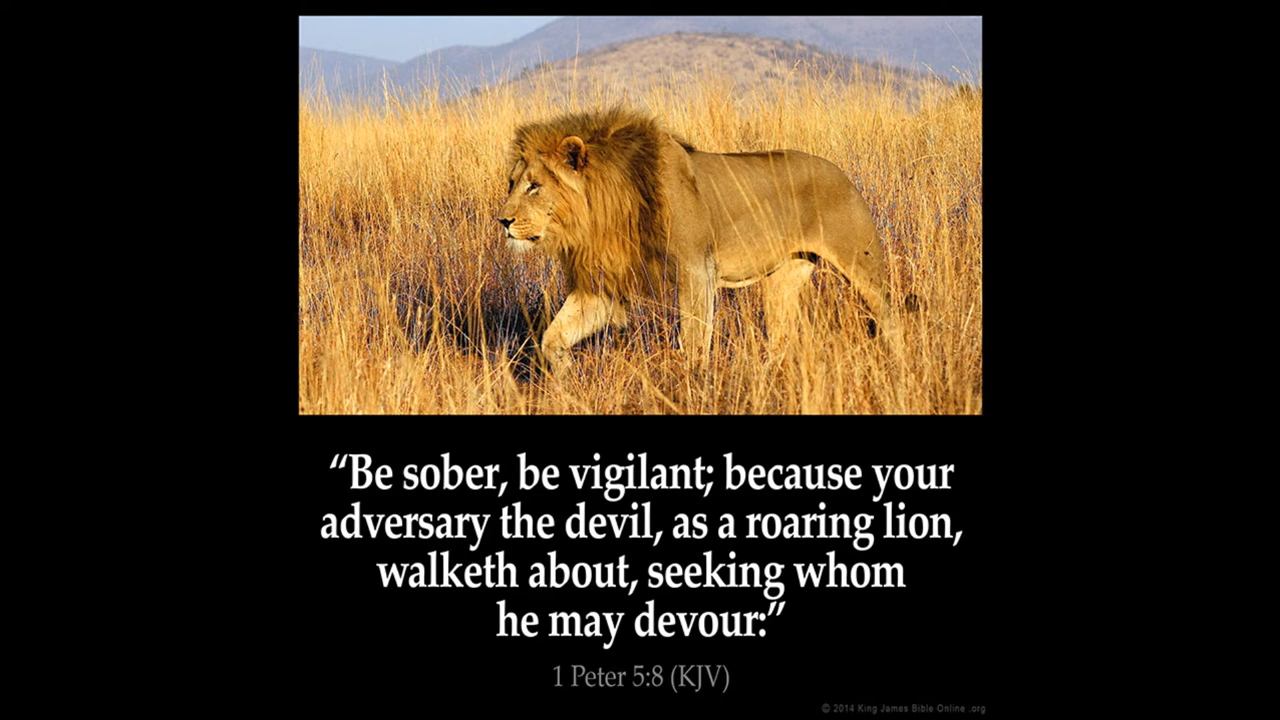 “Be sober, be vigilant; because your
adversary the devil, as a roaring lion,
walketh about, seeking whom
he may devour:”
1 Peter 5:8 (KJV)
© 2014 King James Bible Online .org